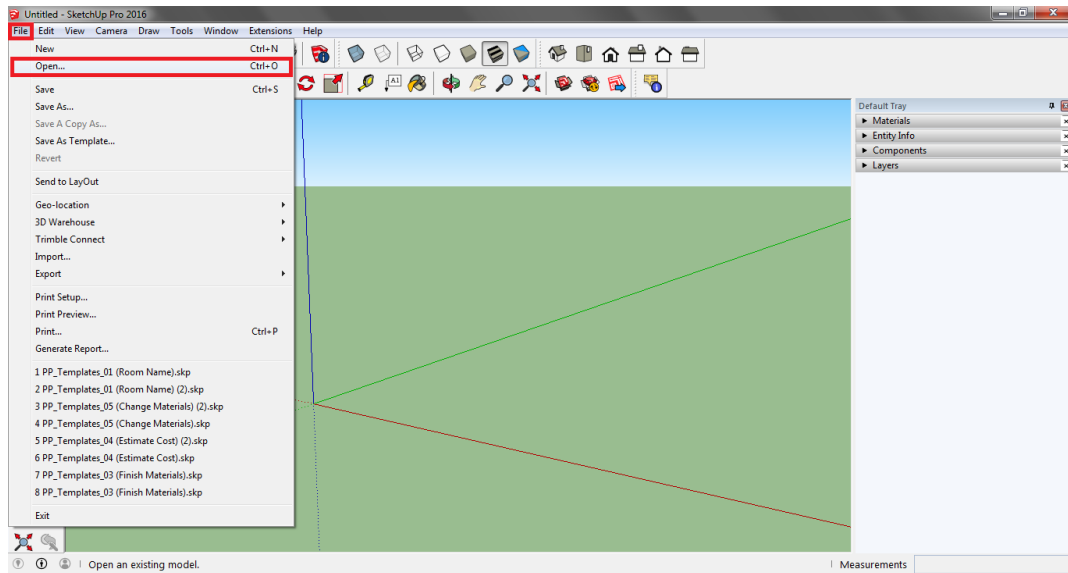 Untitled - SketchUp Pro 2016
File Edit View Camera Draw Tools Window Extensions Help
New Ctrl+N
Open... Ctrl+O
Save Ctrl+S
Save As...
Save A Copy As...
Save As Template...
Revert
Send to LayOut
Geo-location
3D Warehouse
Trimble Connect
Import...
Export
Print Setup...
Print Preview...
Print... Ctrl+P
Generate Report...
1 PP_Templates_01 (Room Name).skp
2 PP_Templates_01 (Room Name) (2).skp
3 PP_Templates_05 (Change Materials) (2).skp
4 PP_Templates_05 (Change Materials).skp
5 PP_Templates_04 (Estimate Cost) (2).skp
6 PP_Templates_04 (Estimate Cost).skp
7 PP_Templates_03 (Finish Materials).skp
8 PP_Templates_03 (Finish Materials).skp
Exit
A1
Default Tray
Materials
Entity Info
Components
Layers
Open an existing model.
Measurements